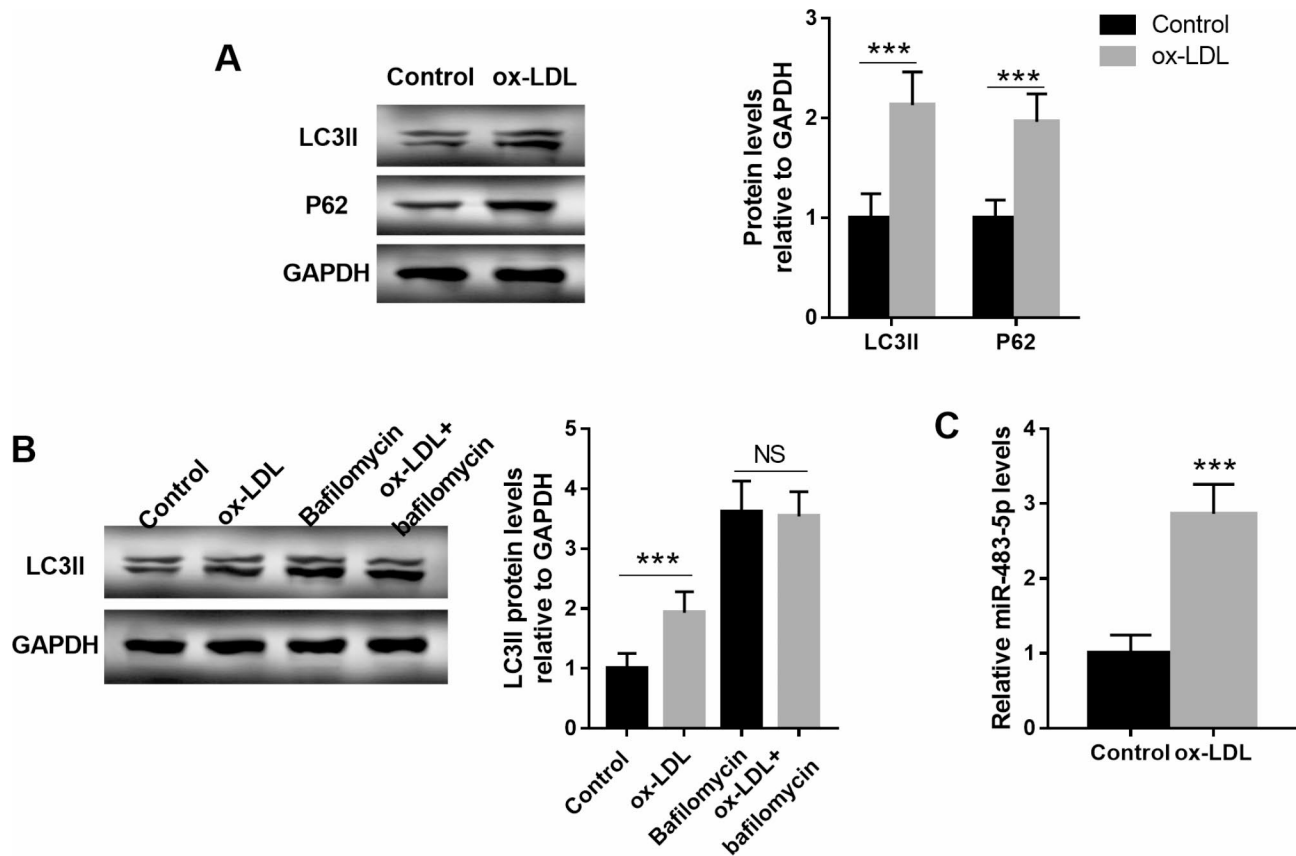 A
Control ox-LDL
LC3II
P62
GAPDH
Protein levels
relative to GAPDH
3
2
1
0
***
***
LC3II P62
Control
ox-LDL
B
Control
ox-LDL
Bafilomycin
ox-LDL+
bafilomycin
LC3II
GAPDH
LC3II protein levels
relative to GAPDH
5
4
3
2
1
0
***
NS
Control
ox-LDL
Bafilomycin
ox-LDL+
bafilomycin
C
Relative miR-483-5p levels
4
3
2
1
0
***
Control ox-LDL